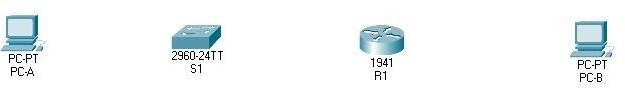 PC-PT
PC-A
2960-24TT
S1
1941
R1
PC-PT
PC-B